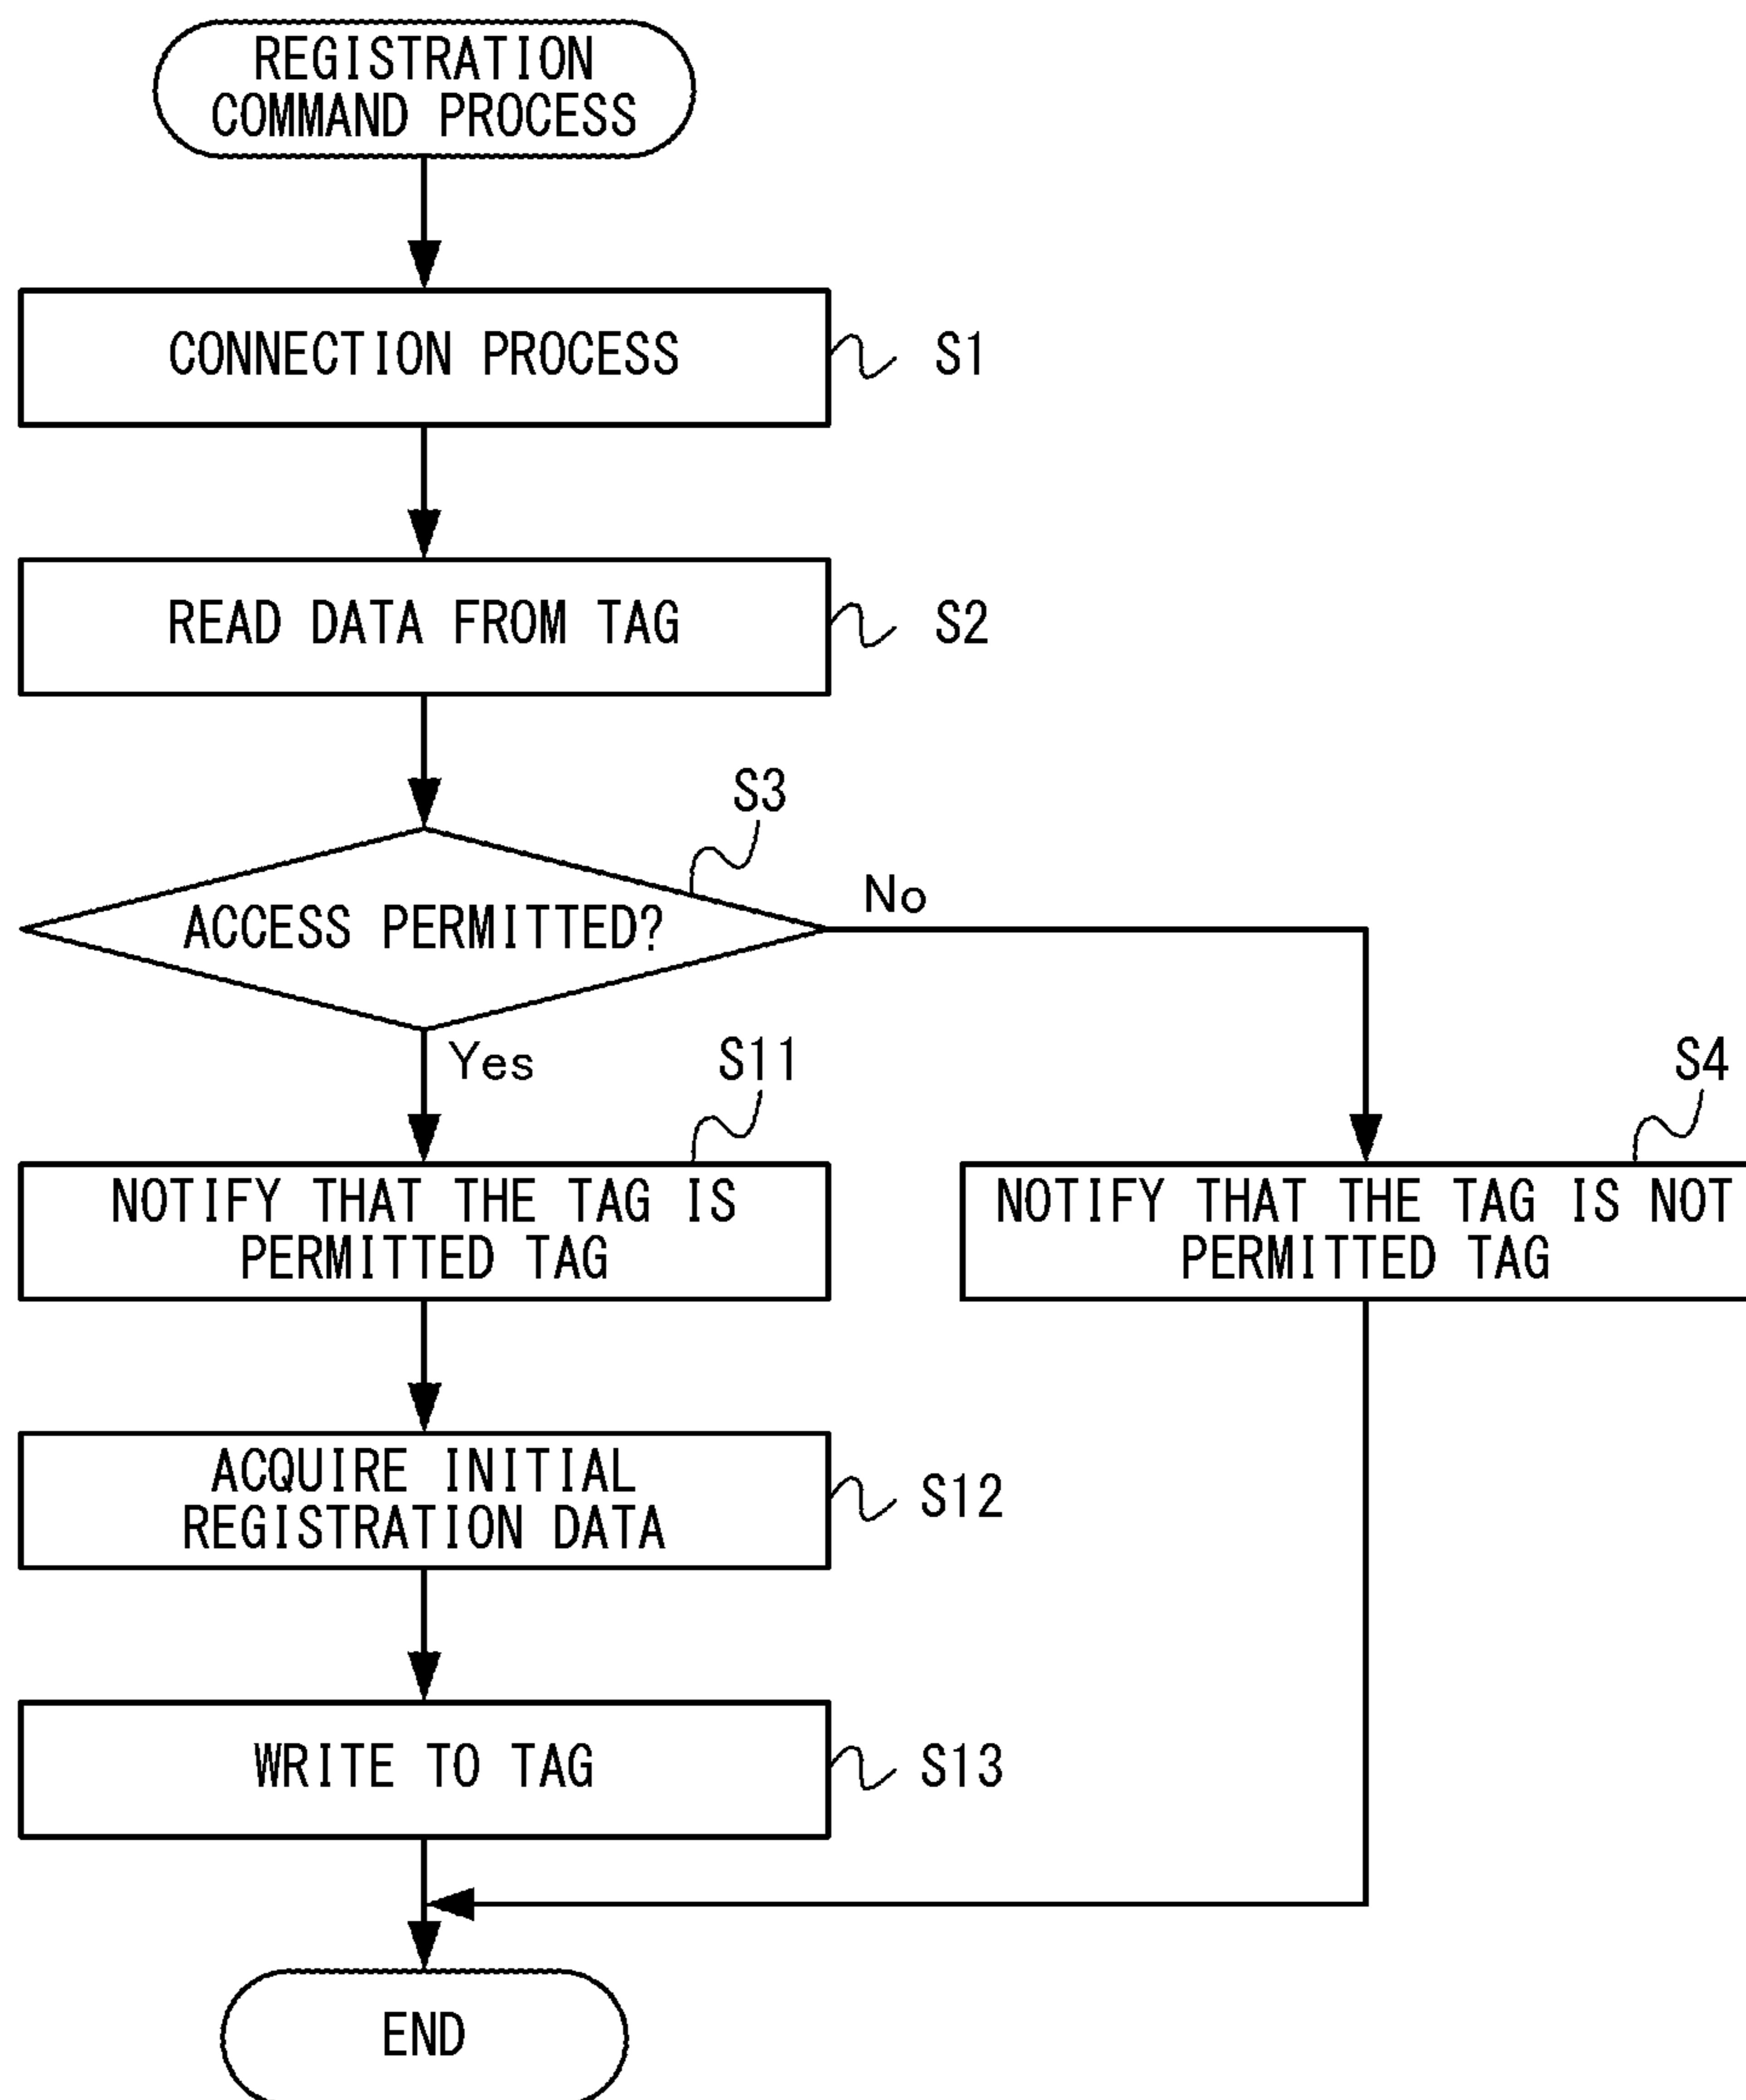 REGISTRATION
COMMAND PROCESS
CONNECTION PROCESS
S1
READ DATA FROM TAG
S2
S3
ACCESS PERMITTED?
No
Yes
S11
S4
NOTIFY THAT THE TAG IS
PERMITTED TAG
NOTIFY THAT THE TAG IS NOT
PERMITTED TAG
ACQUIRE INITIAL
REGISTRATION DATA
S12
WRITE TO TAG
S13
END